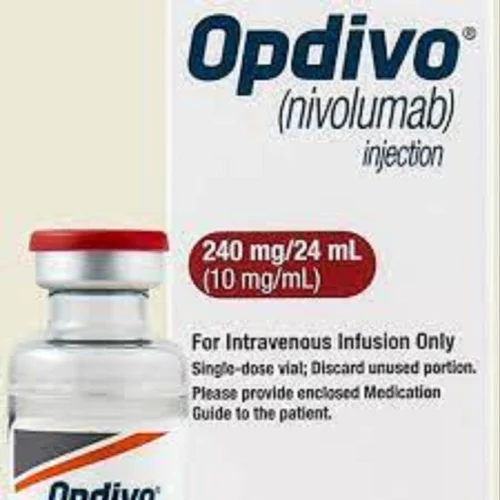 Opdivo®
(nivolumab)
injection
240 mg/24 mL
(10 mg/mL)
For Intravenous Infusion Only
Single-dose vial; Discard unused portion.
Please provide enclosed Medication
Guide to the patient.
Opdivo